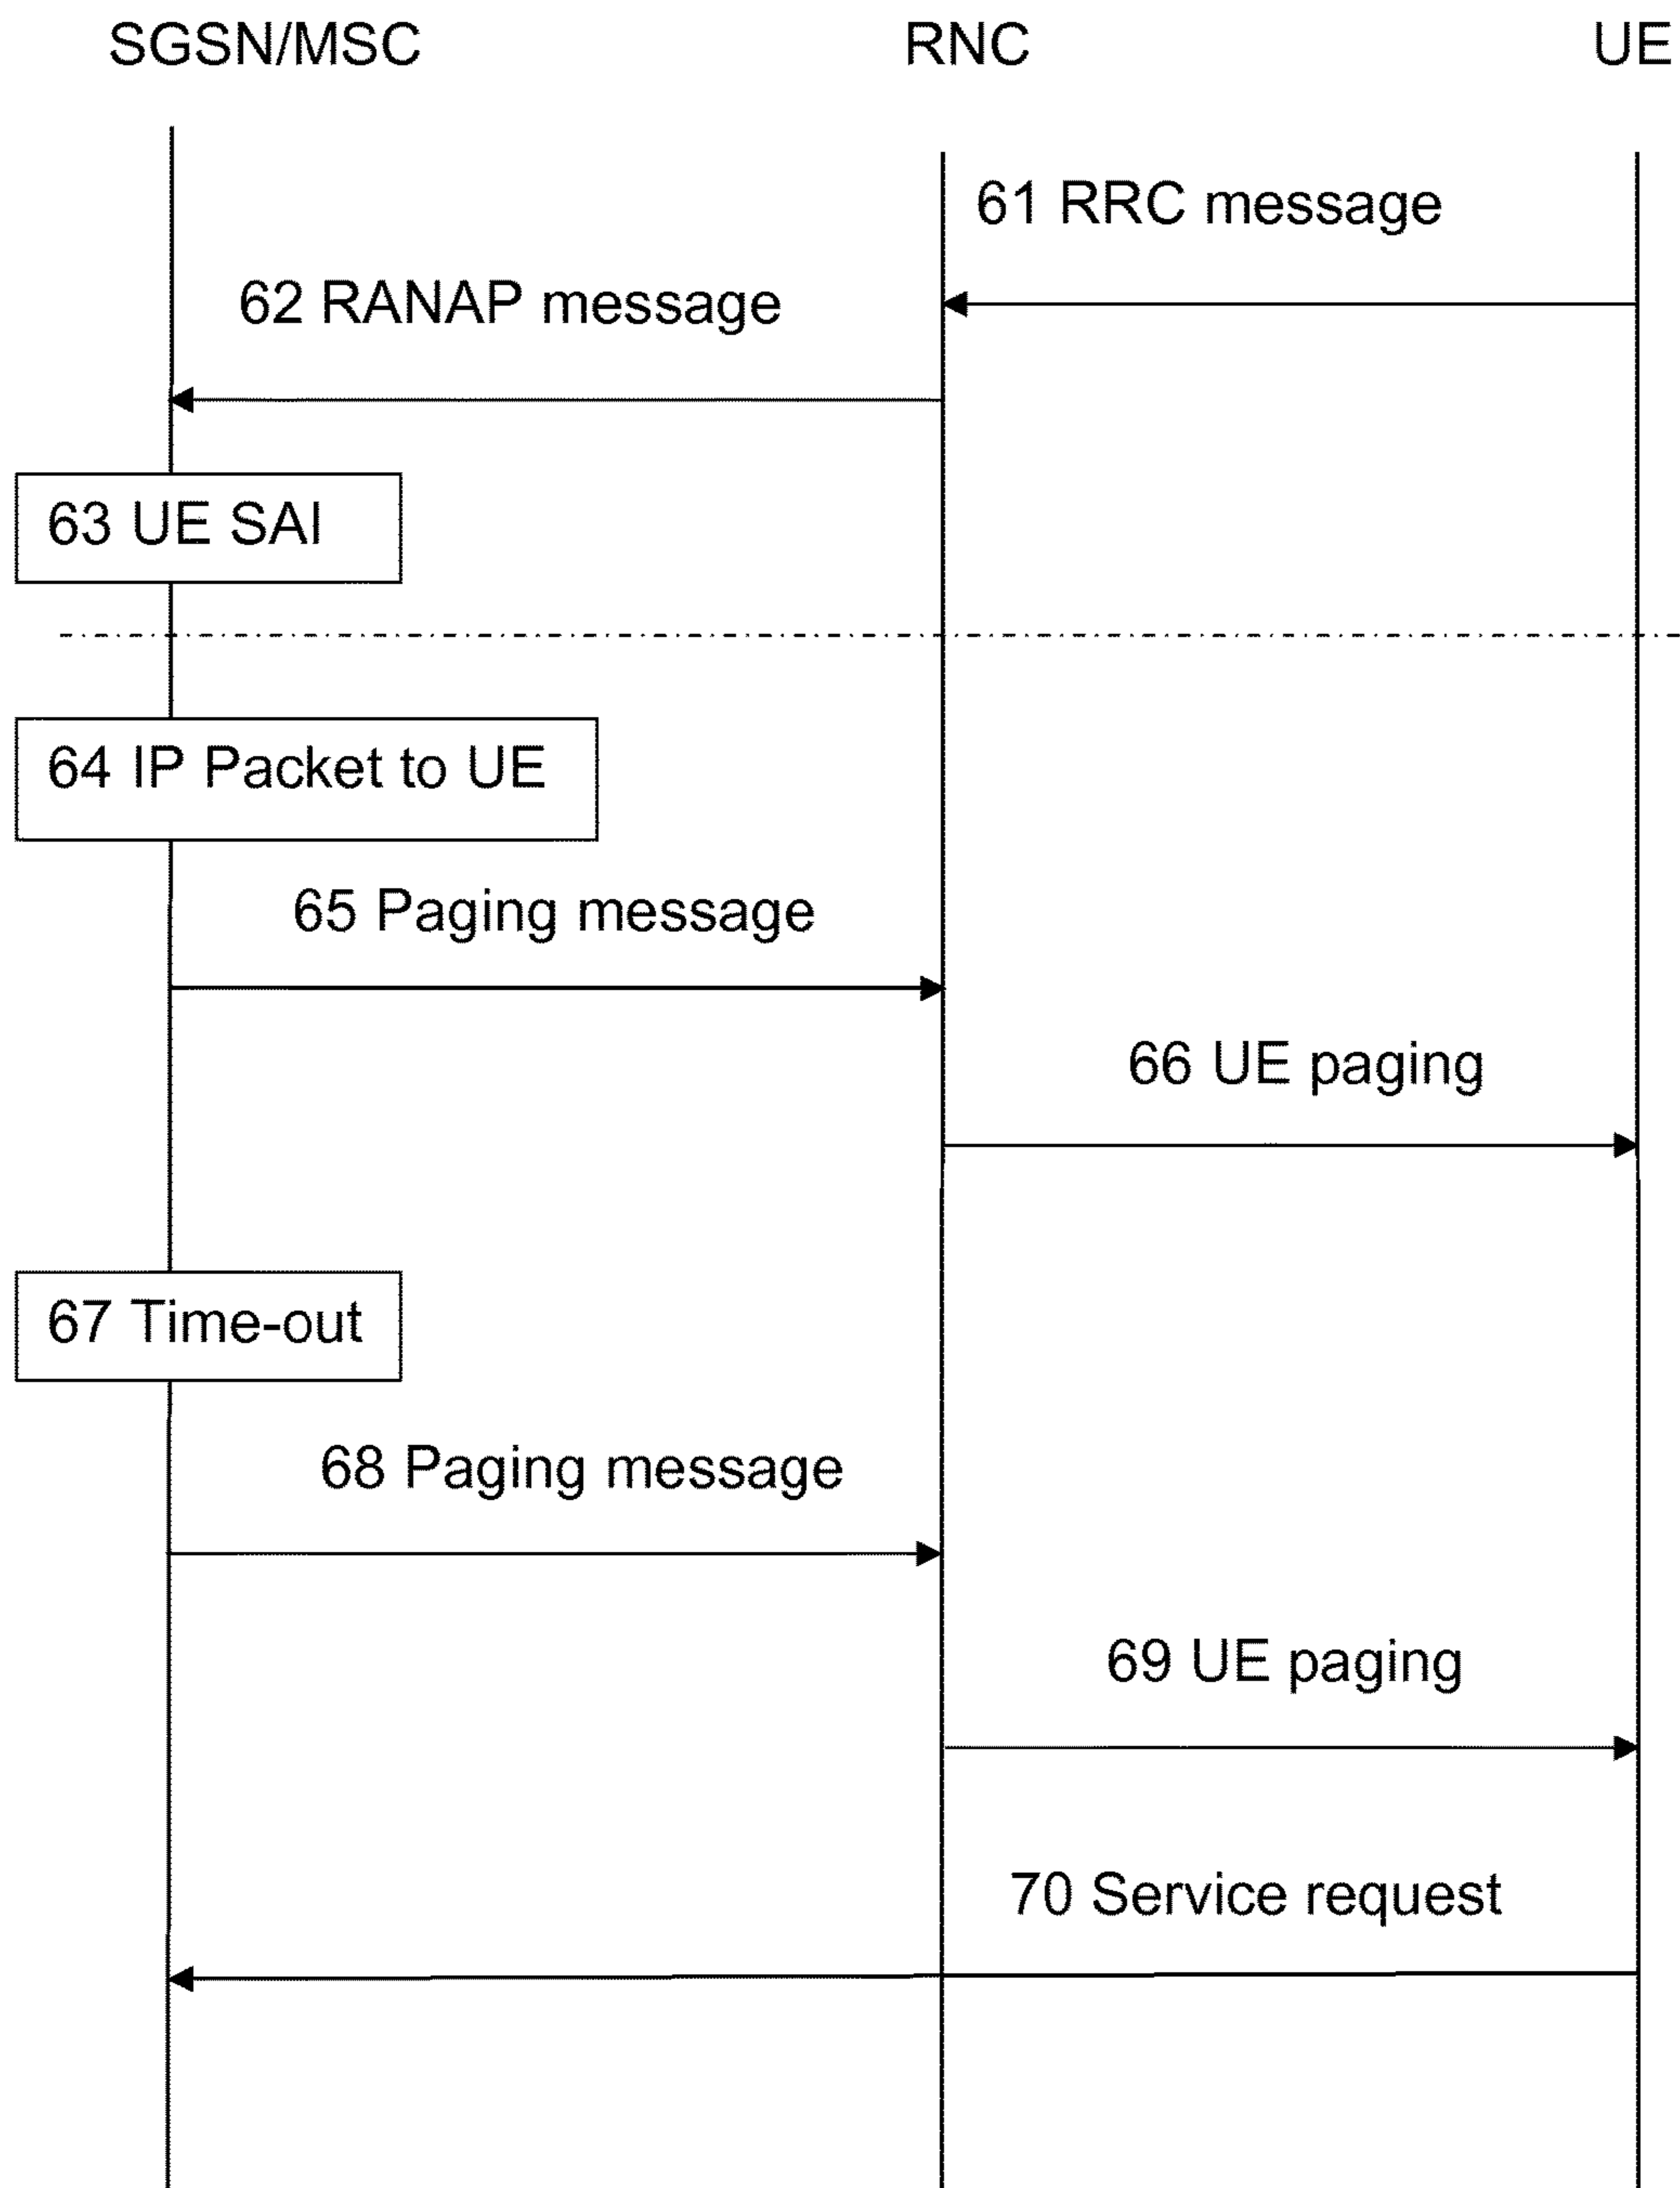 SGSN/MSC
RNC
UE
61 RRC message
62 RANAP message
63 UE SAI
64 IP Packet to UE
65 Paging message
66 UE paging
67 Time-out
68 Paging message
69 UE paging
70 Service request